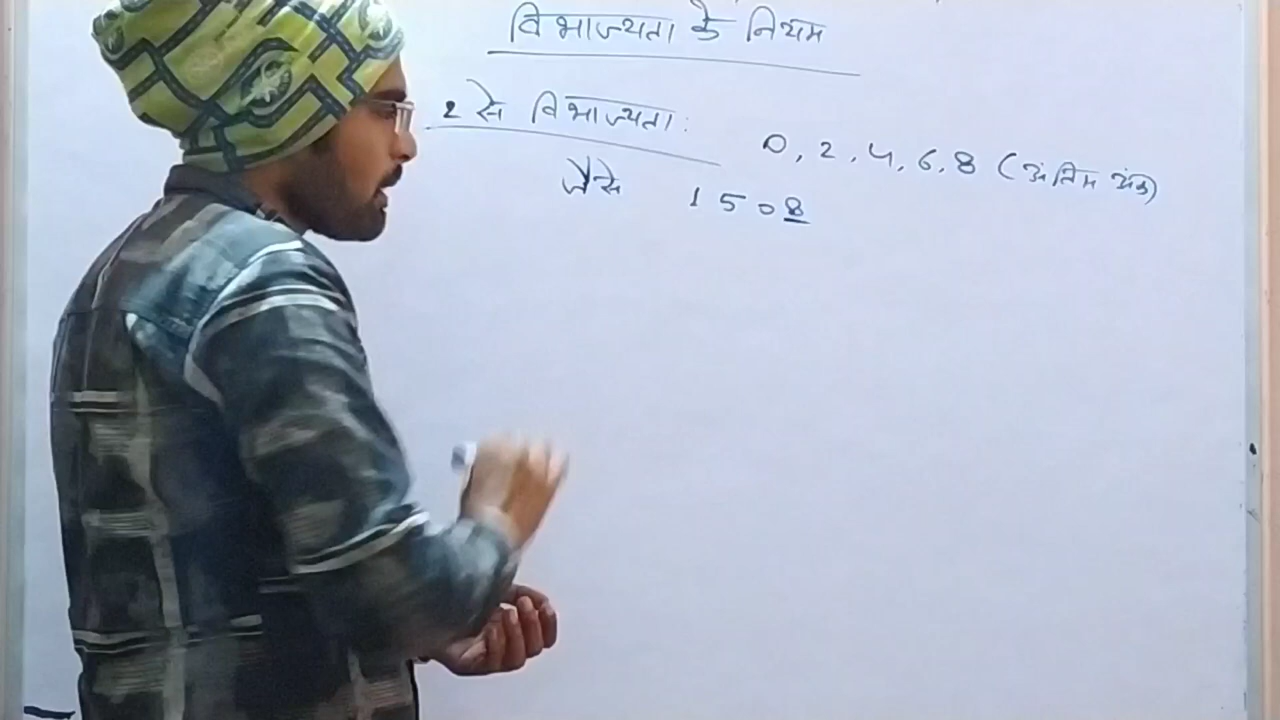 विभाज्यता के नियम
2 से विभाज्यता:
0, 2, 4, 6, 8 (अंतिम अंक)
जैसे 1508